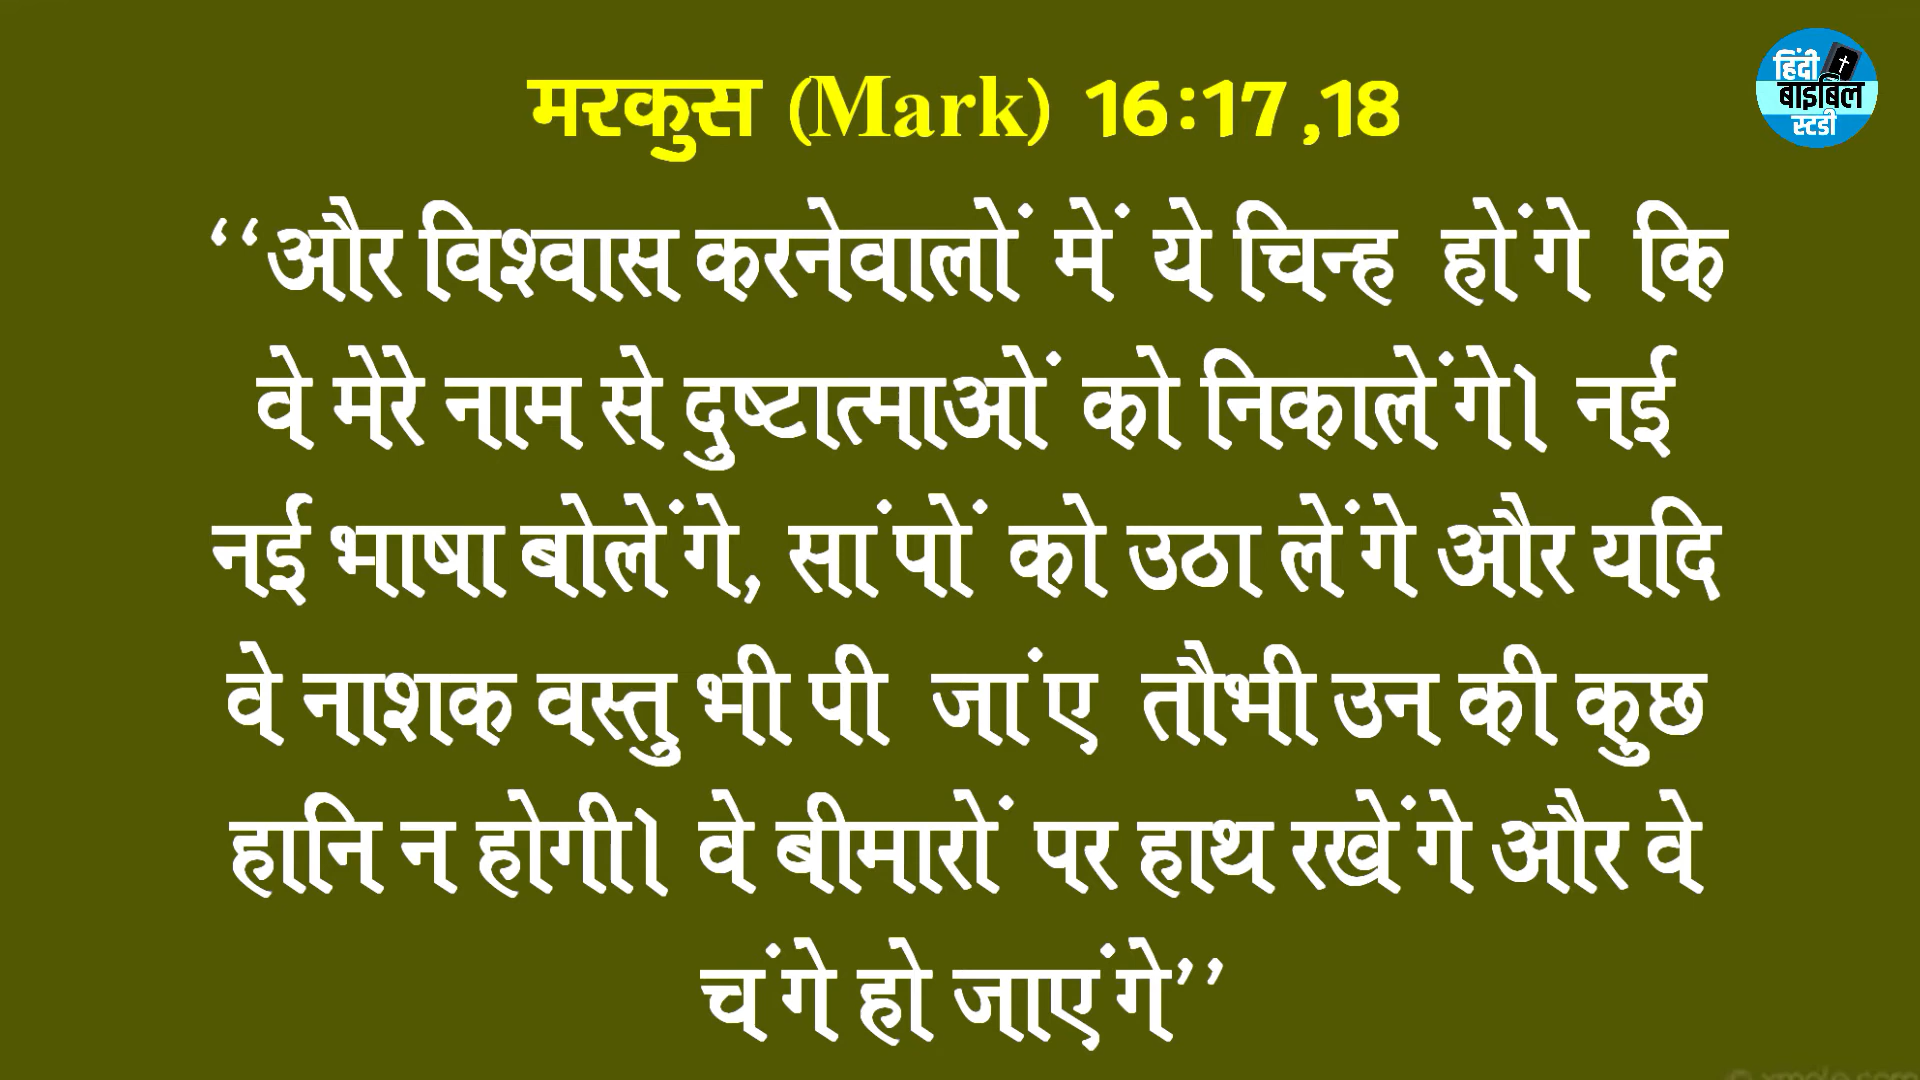 मरकुस (Mark) 16:17,18
हिंदी
बाइबिल
स्टडी
‘‘और विश्वास करनेवालों में ये चिन्ह होंगे कि
वे मेरे नाम से दुष्टात्माओं को निकालेंगे। नई
नई भाषा बोलेंगे, सांपों को उठा लेंगे और यदि
वे नाशक वस्तु भी पी जांए तौभी उन की कुछ
हानि न होगी। वे बीमारों पर हाथ रखेंगे और वे
चंगे हो जाएंगे’’